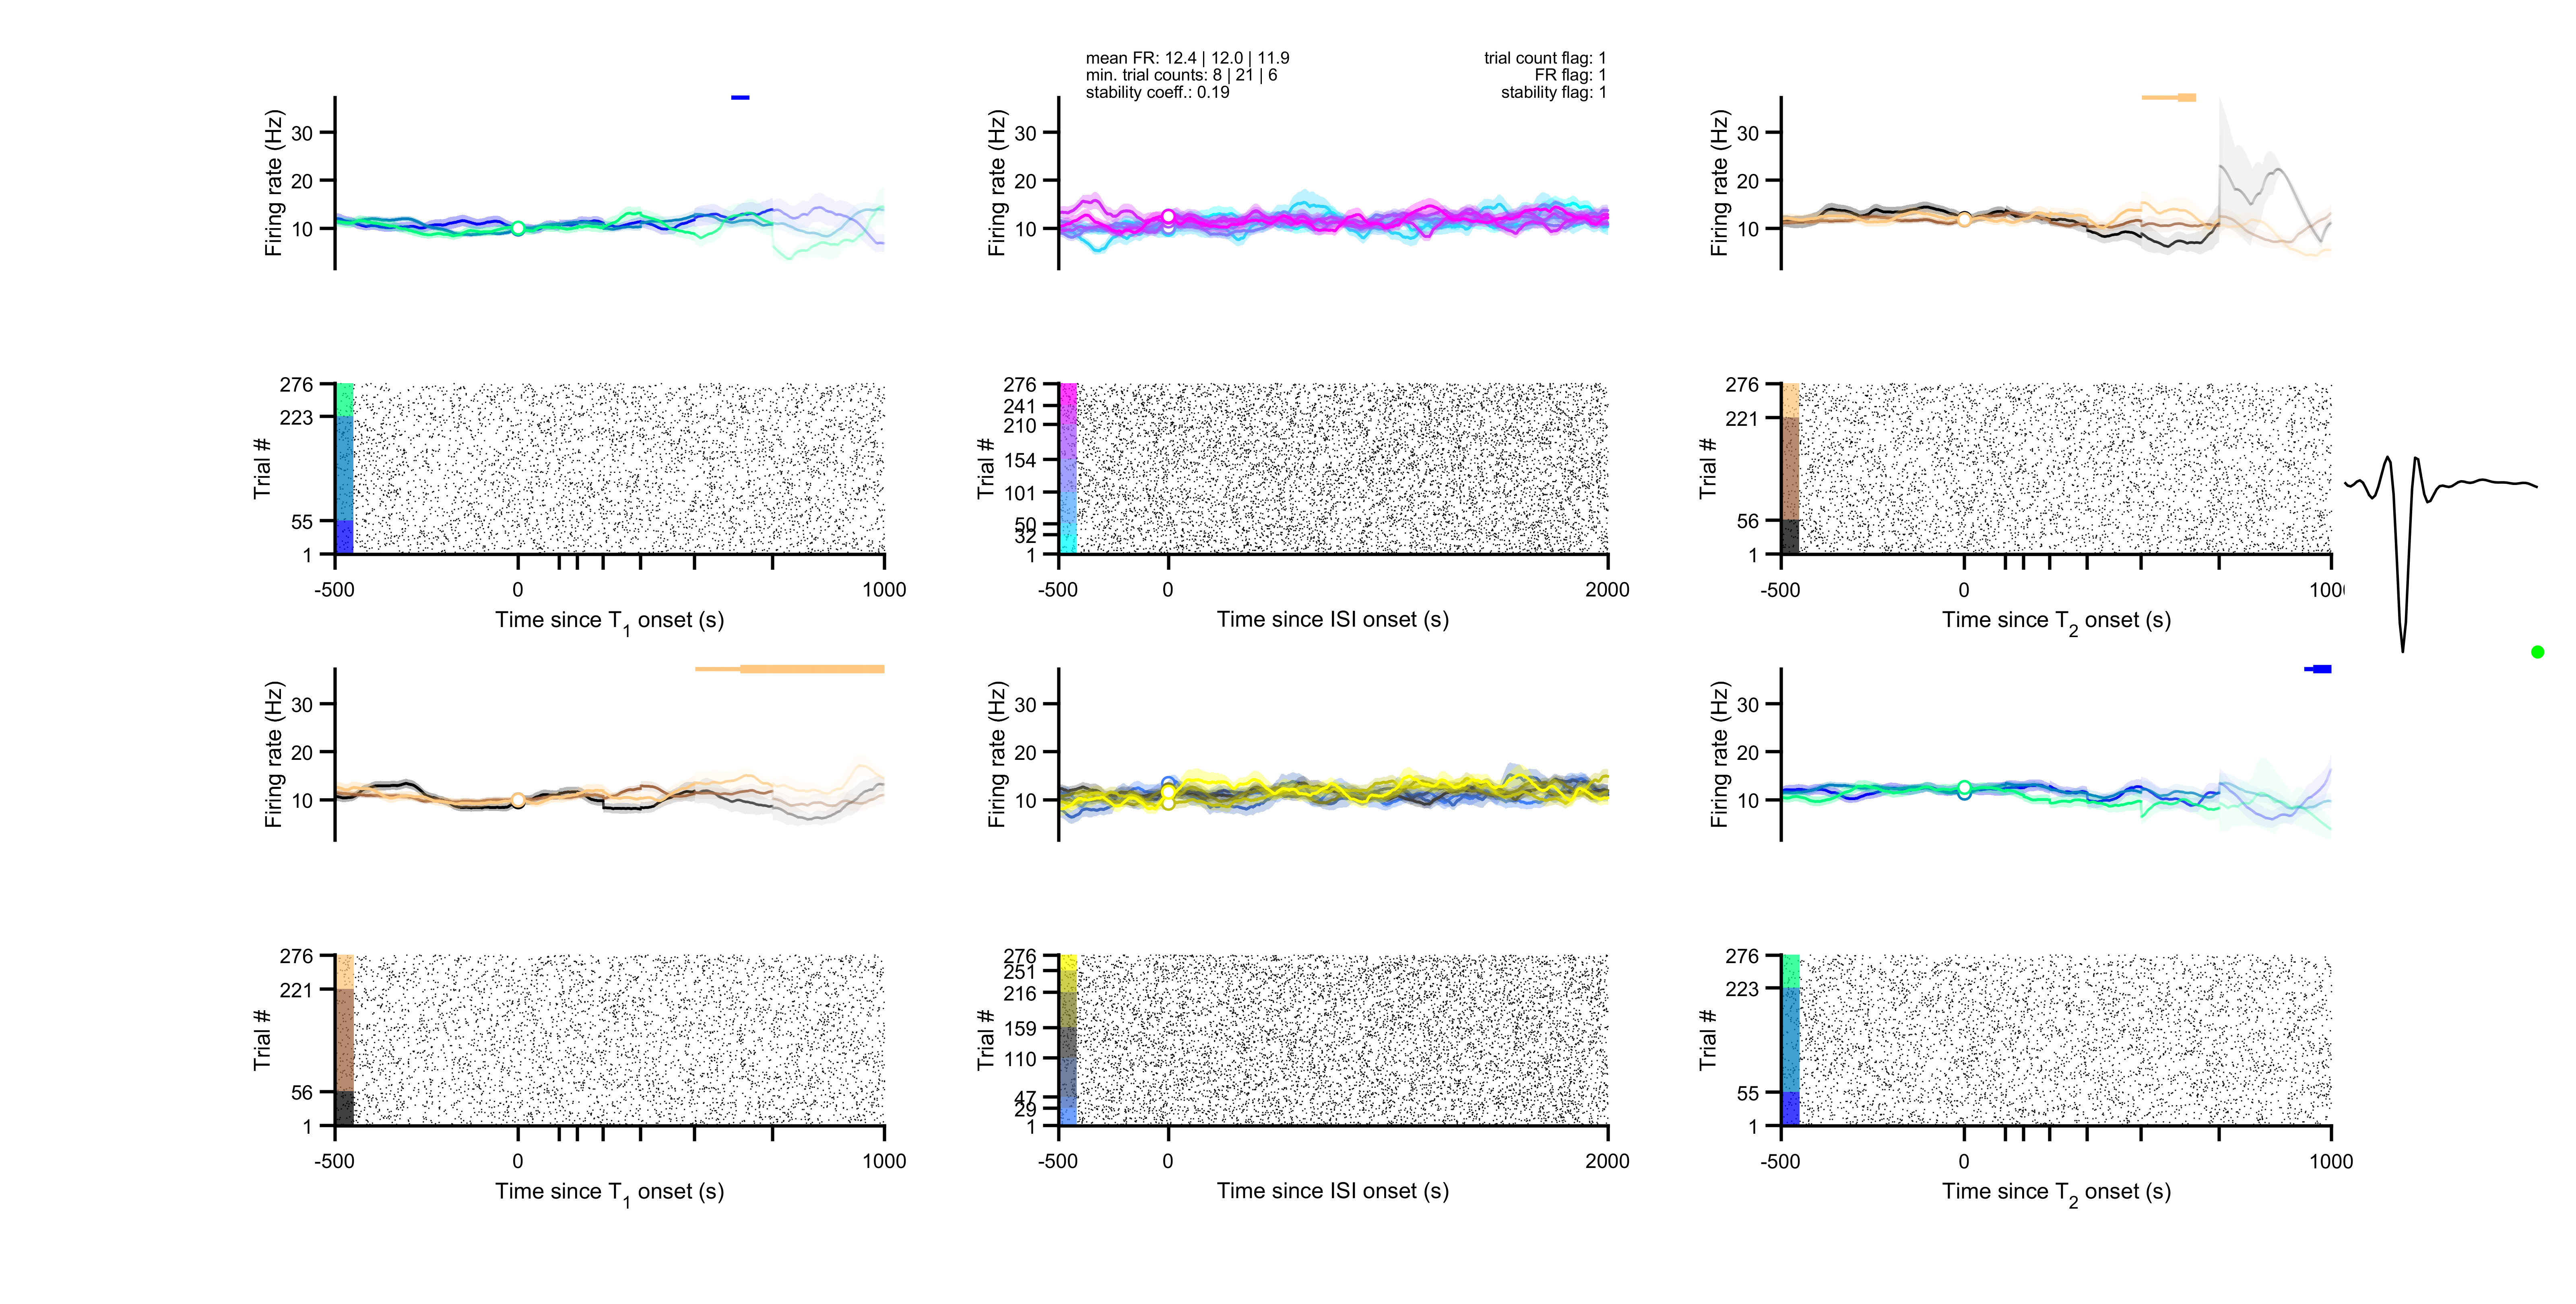 mean FR: 12.4 | 12.0 | 11.9
min. trial counts: 8 | 21 | 6
stability coeff.: 0.19
trial count flag: 1
FR flag: 1
stability flag: 1
Firing rate (Hz)
30
20
10
Firing rate (Hz)
30
20
10
Firing rate (Hz)
30
20
10
Trial #
276
223
55
1
-500
0
1000
Time since T1 onset (s)
Trial #
276
241
210
154
101
50
32
1
-500
0
2000
Time since ISI onset (s)
Trial #
276
221
56
1
-500
0
1000
Time since T2 onset (s)
Firing rate (Hz)
30
20
10
Firing rate (Hz)
30
20
10
Firing rate (Hz)
30
20
10
Trial #
276
221
56
1
-500
0
1000
Time since T1 onset (s)
Trial #
276
251
216
159
110
47
29
1
-500
0
2000
Time since ISI onset (s)
Trial #
276
223
55
1
-500
0
1000
Time since T2 onset (s)